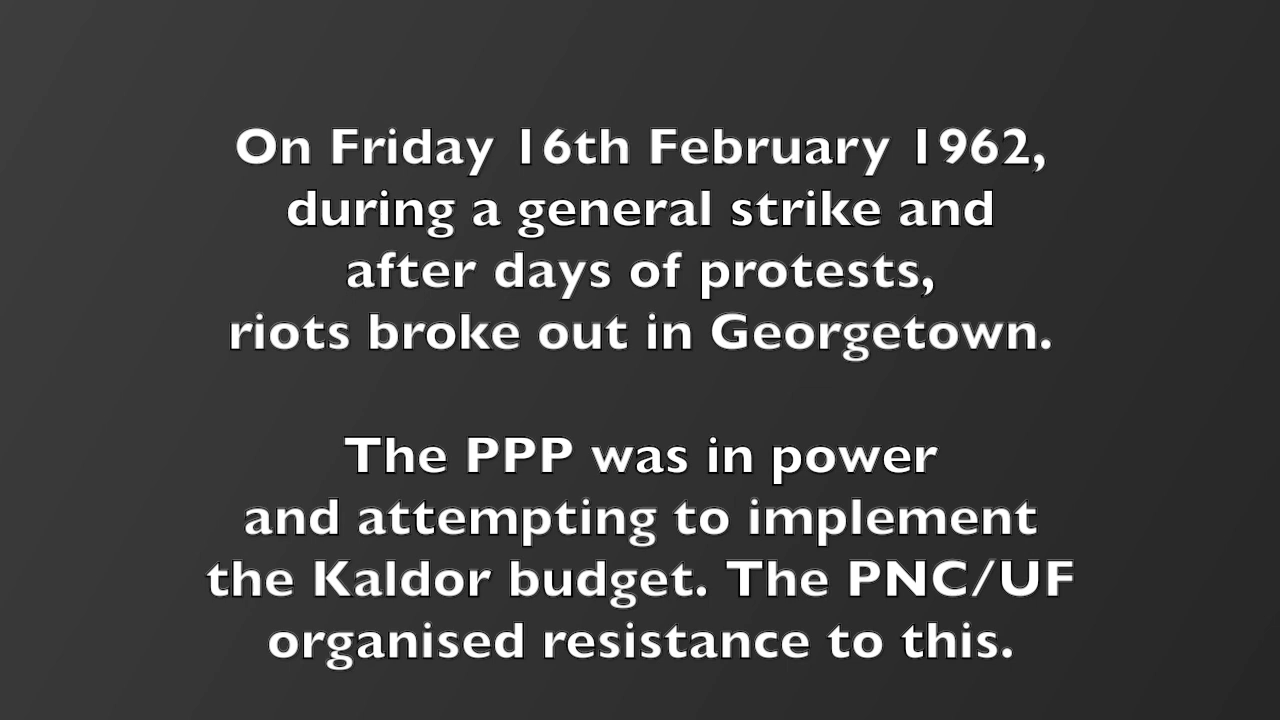 On Friday 16th February 1962,
during a general strike and
after days of protests,
riots broke out in Georgetown.
The PPP was in power
and attempting to implement
the Kaldor budget. The PNC/UF
organised resistance to this.